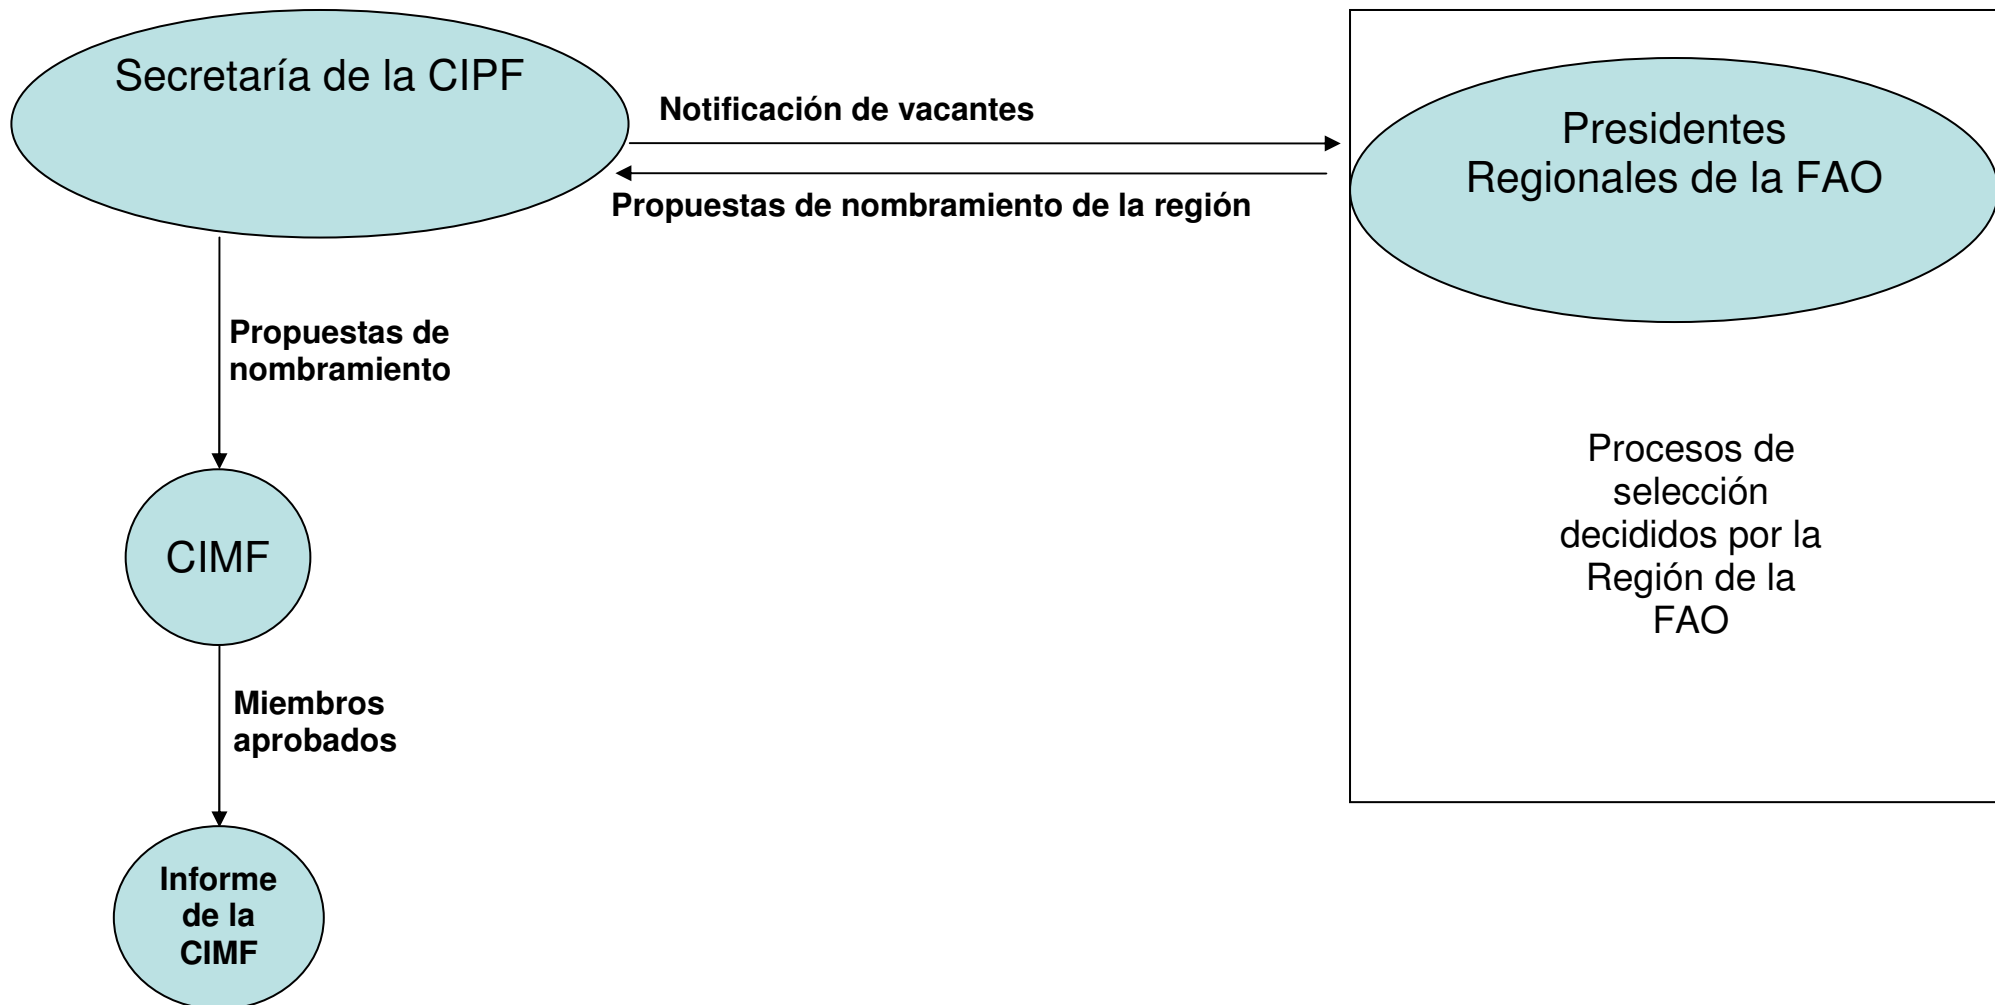 Secretaría de la CIPF
Notificación de vacantes
Propuestas de nombramiento de la región
Presidentes
Regionales de la FAO
Propuestas de
nombramiento
Procesos de
selección
decididos por la
Región de la
FAO
CIMF
Miembros
aprobados
Informe
de la
CIMF